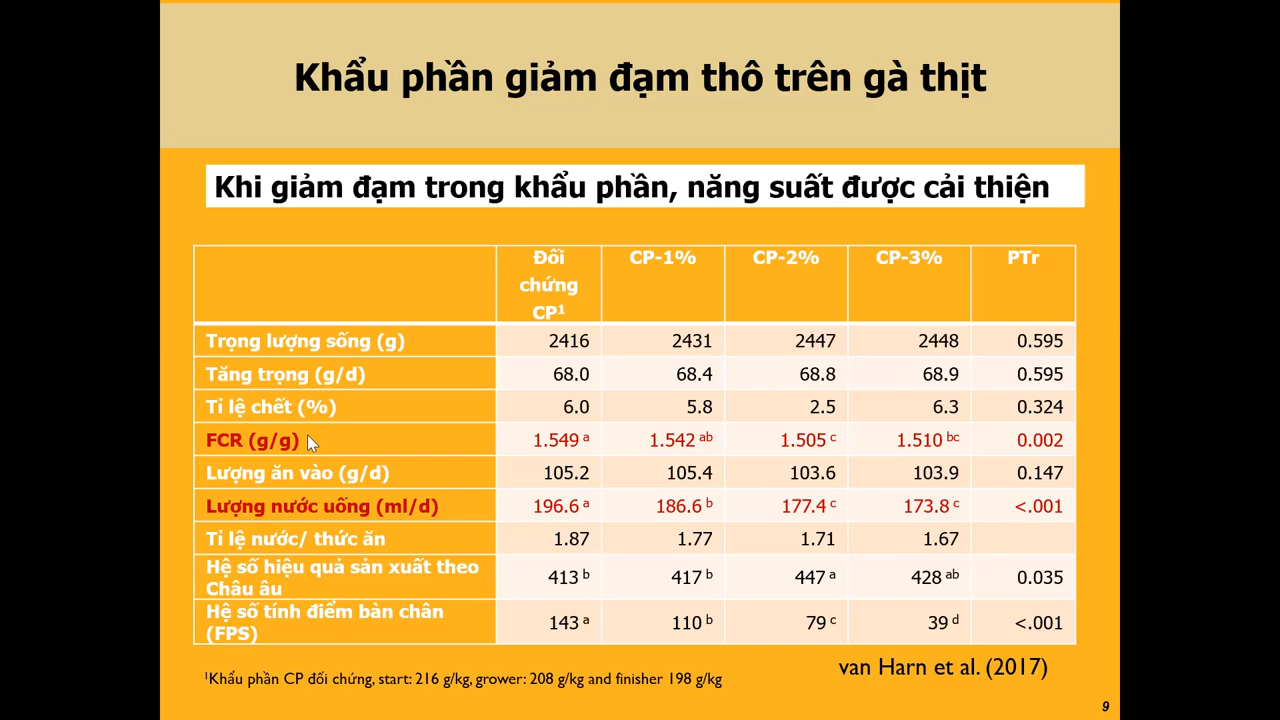 Khẩu phần giảm đạm thô trên gà thịt
Khi giảm đạm trong khẩu phần, năng suất được cải thiện
Đối chứng CP¹ CP-1% CP-2% CP-3% PTr
Trọng lượng sống (g) 2416 2431 2447 2448 0.595
Tăng trọng (g/d) 68.0 68.4 68.8 68.9 0.595
Tỉ lệ chết (%) 6.0 5.8 2.5 6.3 0.324
FCR (g/g) 1.549 a 1.542 ab 1.505 c 1.510 bc 0.002
Lượng ăn vào (g/d) 105.2 105.4 103.6 103.9 0.147
Lượng nước uống (ml/d) 196.6 a 186.6 b 177.4 c 173.8 c <.001
Tỉ lệ nước/ thức ăn 1.87 1.77 1.71 1.67
Hệ số hiệu quả sản xuất theo Châu âu 413 b 417 b 447 a 428 ab 0.035
Hệ số tính điểm bàn chân (FPS) 143 a 110 b 79 c 39 d <.001
van Harn et al. (2017)
¹Khẩu phần CP đối chứng, start: 216 g/kg, grower: 208 g/kg and finisher 198 g/kg
9